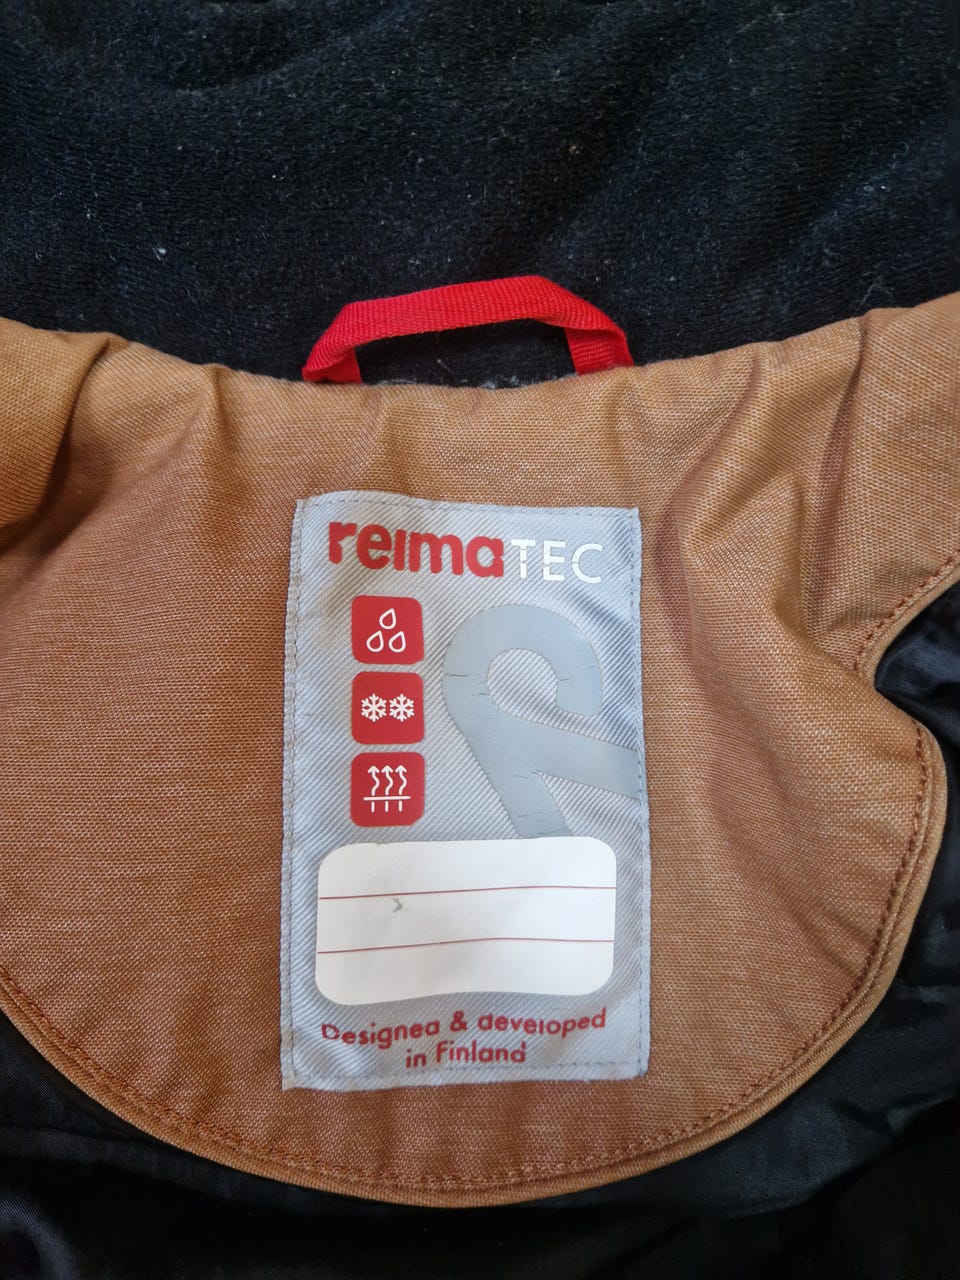 reimaTEC
Designed & developed
in Finland